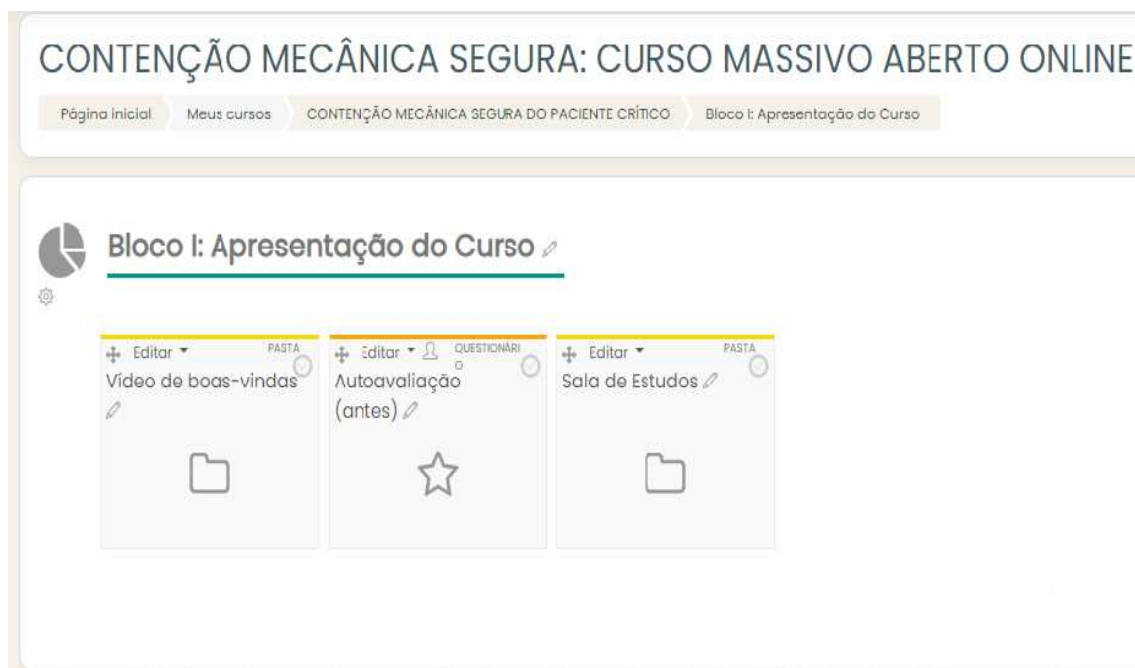 CONTENÇÃO MECÂNICA SEGURA: CURSO MASSIVO ABERTO ONLINE
Página inicial Meus cursos CONTENÇÃO MECÂNICA SEGURA DO PACIENTE CRÍTICO Bloco I: Apresentação do Curso
Bloco I: Apresentação do Curso
Editar PASTA
Vídeo de boas-vindas
Editar QUESTIONÁRI
O
Autoavaliação
(antes)
Editar PASTA
Sala de Estudos